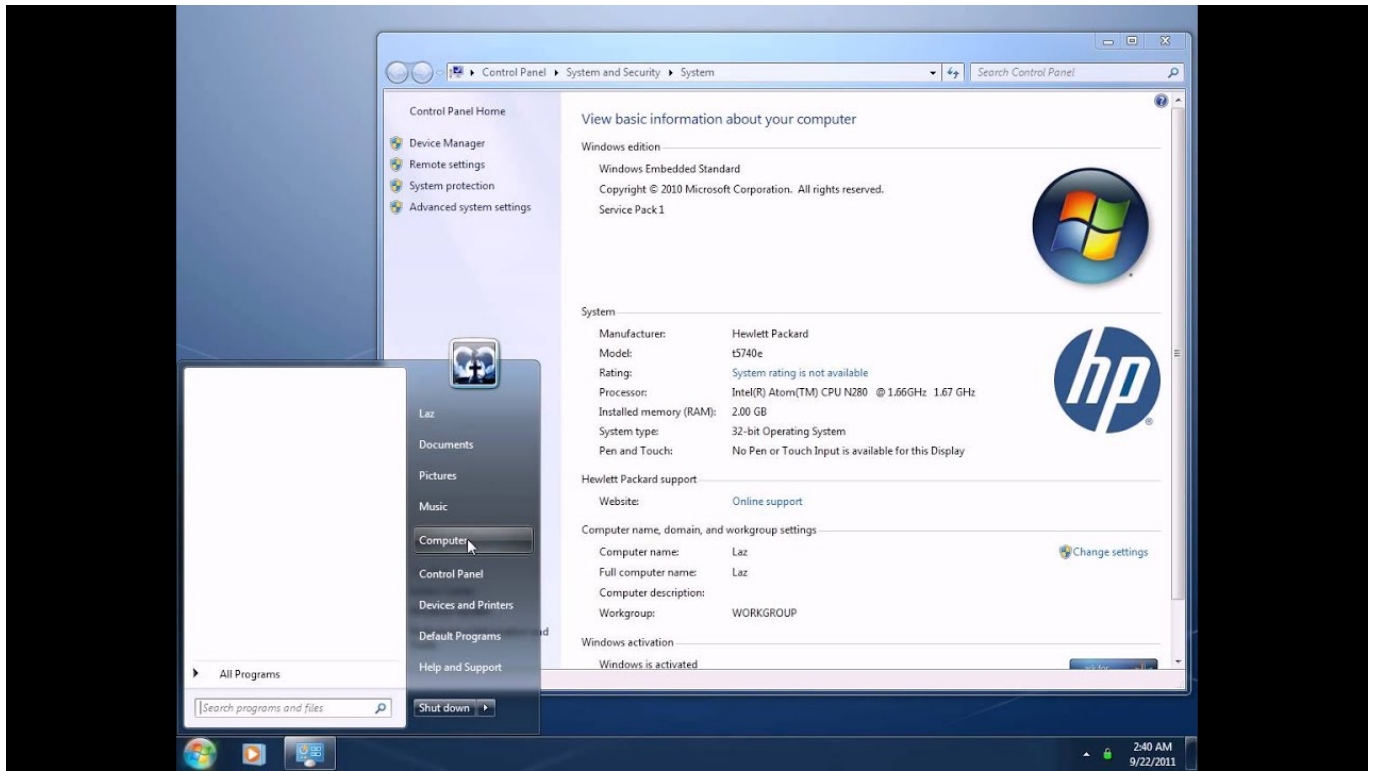 Control Panel ▸ System and Security ▸ System
Search Control Panel
Control Panel Home
Device Manager
Remote settings
System protection
Advanced system settings
View basic information about your computer
Windows edition
Windows Embedded Standard
Copyright © 2010 Microsoft Corporation. All rights reserved.
Service Pack 1
System
Manufacturer: Hewlett Packard
Model: t5740e
Rating: System rating is not available
Processor: Intel(R) Atom(TM) CPU N280 @ 1.66GHz 1.67 GHz
Installed memory (RAM): 2.00 GB
System type: 32-bit Operating System
Pen and Touch: No Pen or Touch Input is available for this Display
hp
Hewlett Packard support
Website: Online support
Computer name, domain, and workgroup settings
Computer name: Laz
Change settings
Full computer name: Laz
Computer description:
Workgroup: WORKGROUP
Windows activation
Windows is activated
ask for
Laz
Documents
Pictures
Music
Computer
Control Panel
Devices and Printers
Default Programs
Help and Support
Shut down
All Programs
Search programs and files
2:40 AM
9/22/2011